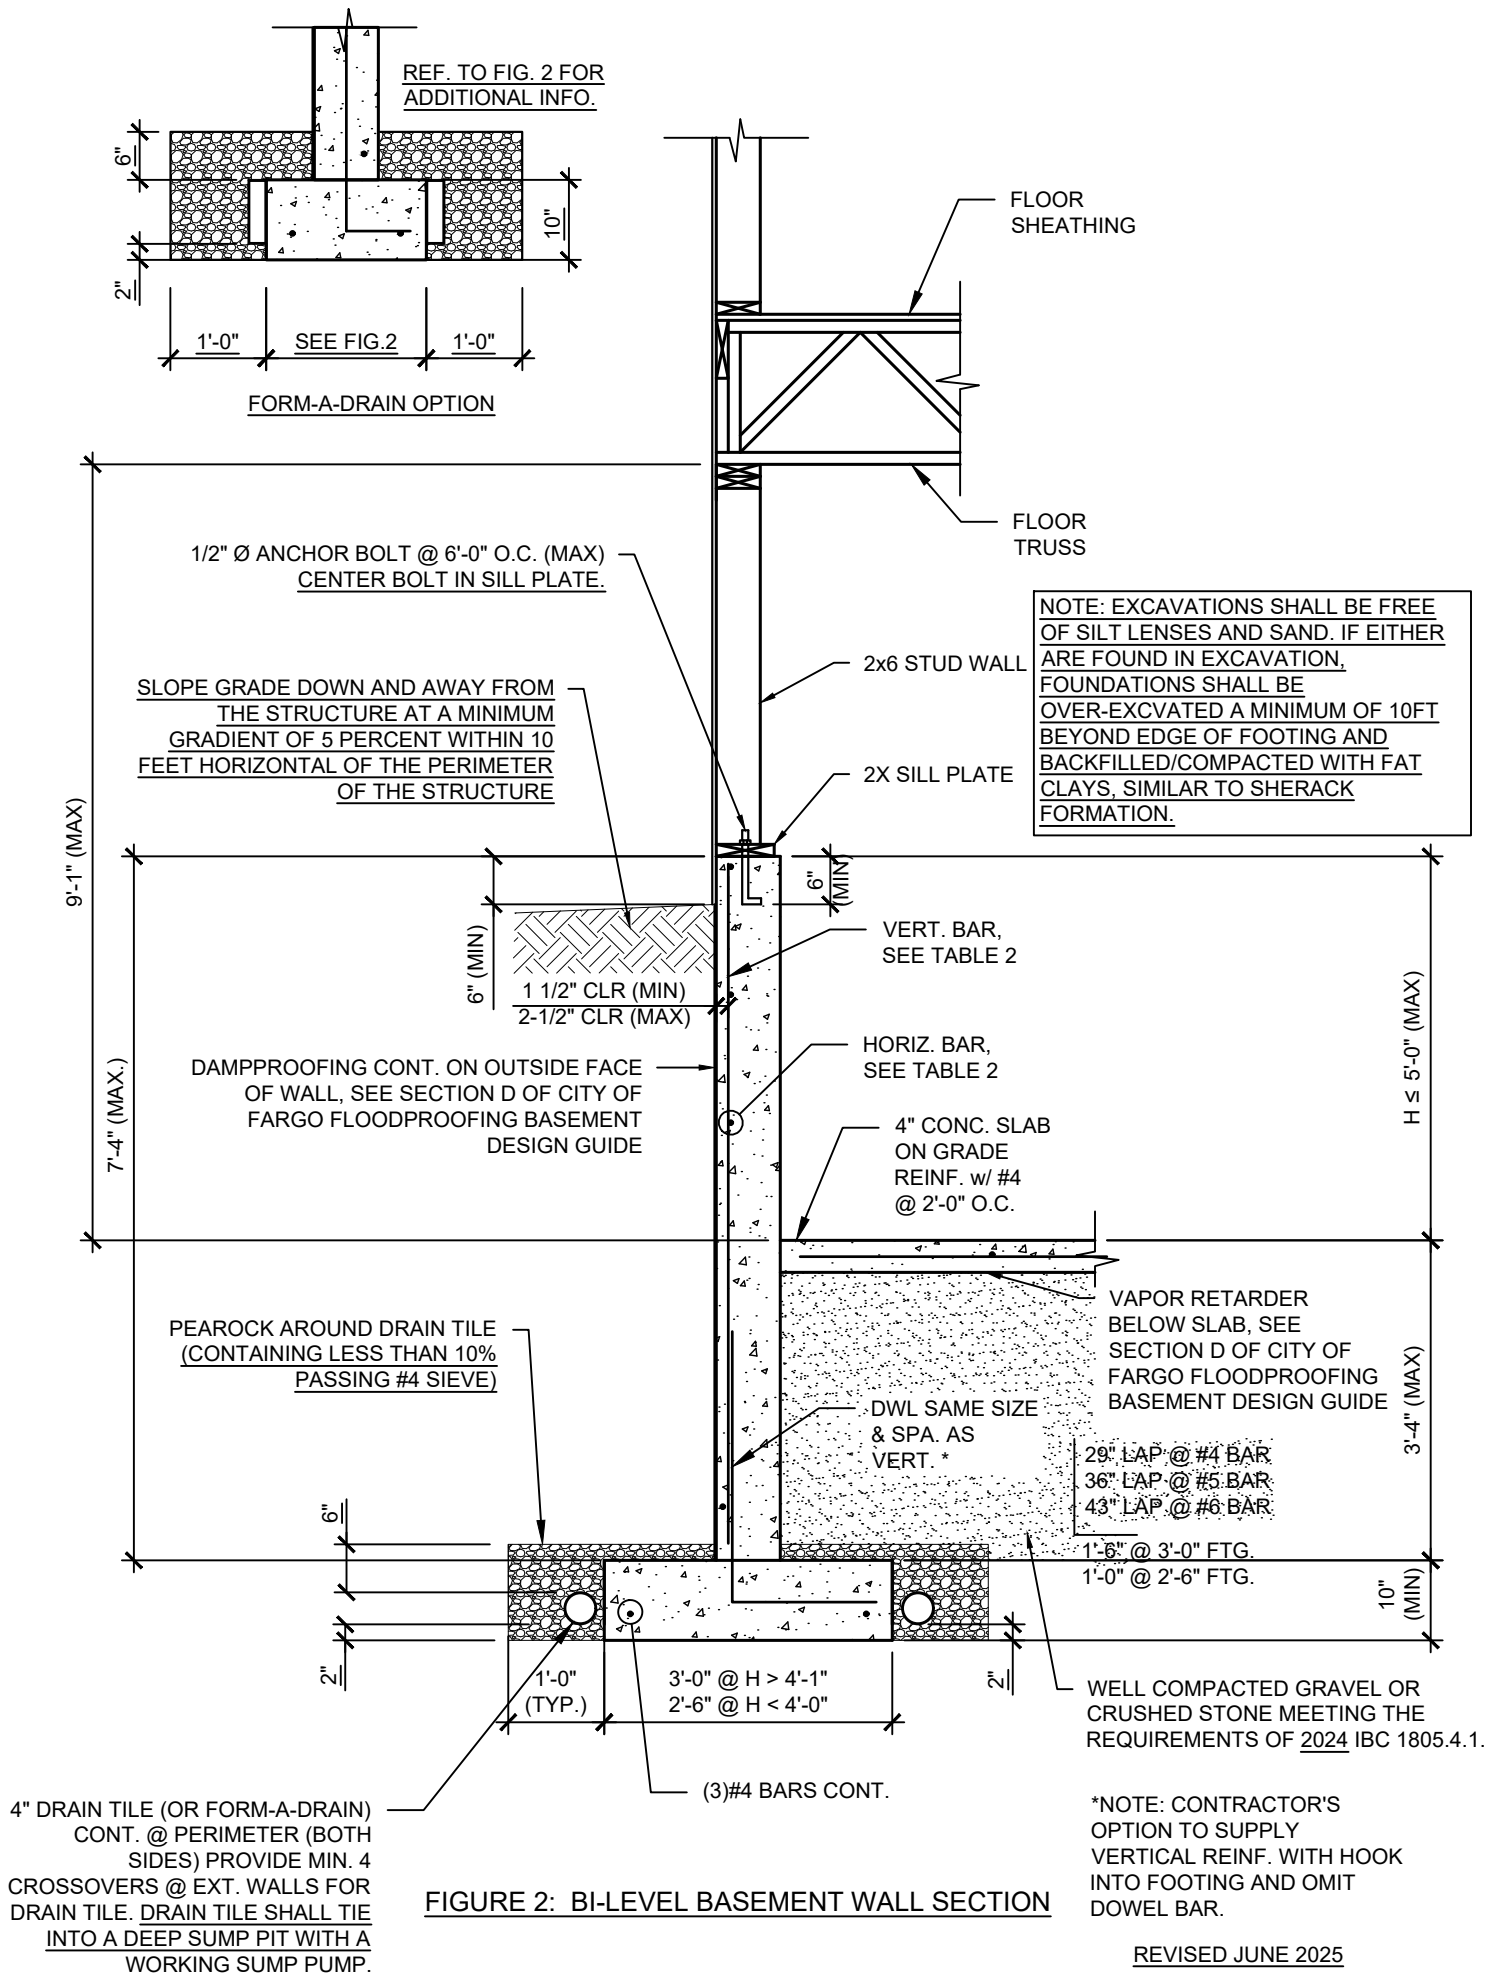 REF. TO FIG. 2 FOR
ADDITIONAL INFO.
6"
10"
2"
1'-0"
SEE FIG.2
1'-0"
FORM-A-DRAIN OPTION
FLOOR
SHEATHING
FLOOR
TRUSS
1/2" Ø ANCHOR BOLT @ 6'-0" O.C. (MAX)
CENTER BOLT IN SILL PLATE.
NOTE: EXCAVATIONS SHALL BE FREE
OF SILT LENSES AND SAND. IF EITHER
ARE FOUND IN EXCAVATION,
FOUNDATIONS SHALL BE
OVER-EXCVATED A MINIMUM OF 10FT
BEYOND EDGE OF FOOTING AND
BACKFILLED/COMPACTED WITH FAT
CLAYS, SIMILAR TO SHERACK
FORMATION.
2x6 STUD WALL
SLOPE GRADE DOWN AND AWAY FROM
THE STRUCTURE AT A MINIMUM
GRADIENT OF 5 PERCENT WITHIN 10
FEET HORIZONTAL OF THE PERIMETER
OF THE STRUCTURE
2X SILL PLATE
9'-1" (MAX)
7'-4" (MAX.)
6" (MIN)
6"
(MIN)
VERT. BAR,
SEE TABLE 2
1 1/2" CLR (MIN)
2-1/2" CLR (MAX)
H ≤ 5'-0" (MAX)
DAMPPROOFING CONT. ON OUTSIDE FACE
OF WALL, SEE SECTION D OF CITY OF
FARGO FLOODPROOFING BASEMENT
DESIGN GUIDE
HORIZ. BAR,
SEE TABLE 2
4" CONC. SLAB
ON GRADE
REINF. w/ #4
@ 2'-0" O.C.
VAPOR RETARDER
BELOW SLAB, SEE
SECTION D OF CITY OF
FARGO FLOODPROOFING
BASEMENT DESIGN GUIDE
PEAROCK AROUND DRAIN TILE
(CONTAINING LESS THAN 10%
PASSING #4 SIEVE)
3'-4" (MAX)
DWL SAME SIZE
& SPA. AS
VERT. *
29" LAP @ #4 BAR
36" LAP @ #5 BAR
43" LAP @ #6 BAR
1'-6" @ 3'-0" FTG.
1'-0" @ 2'-6" FTG.
6"
10"
(MIN)
2"
1'-0"
(TYP.)
3'-0" @ H > 4'-1"
2'-6" @ H < 4'-0"
2"
WELL COMPACTED GRAVEL OR
CRUSHED STONE MEETING THE
REQUIREMENTS OF 2024 IBC 1805.4.1.
(3)#4 BARS CONT.
4" DRAIN TILE (OR FORM-A-DRAIN)
CONT. @ PERIMETER (BOTH
SIDES) PROVIDE MIN. 4
CROSSOVERS @ EXT. WALLS FOR
DRAIN TILE. DRAIN TILE SHALL TIE
INTO A DEEP SUMP PIT WITH A
WORKING SUMP PUMP.
*NOTE: CONTRACTOR'S
OPTION TO SUPPLY
VERTICAL REINF. WITH HOOK
INTO FOOTING AND OMIT
DOWEL BAR.
FIGURE 2: BI-LEVEL BASEMENT WALL SECTION
REVISED JUNE 2025